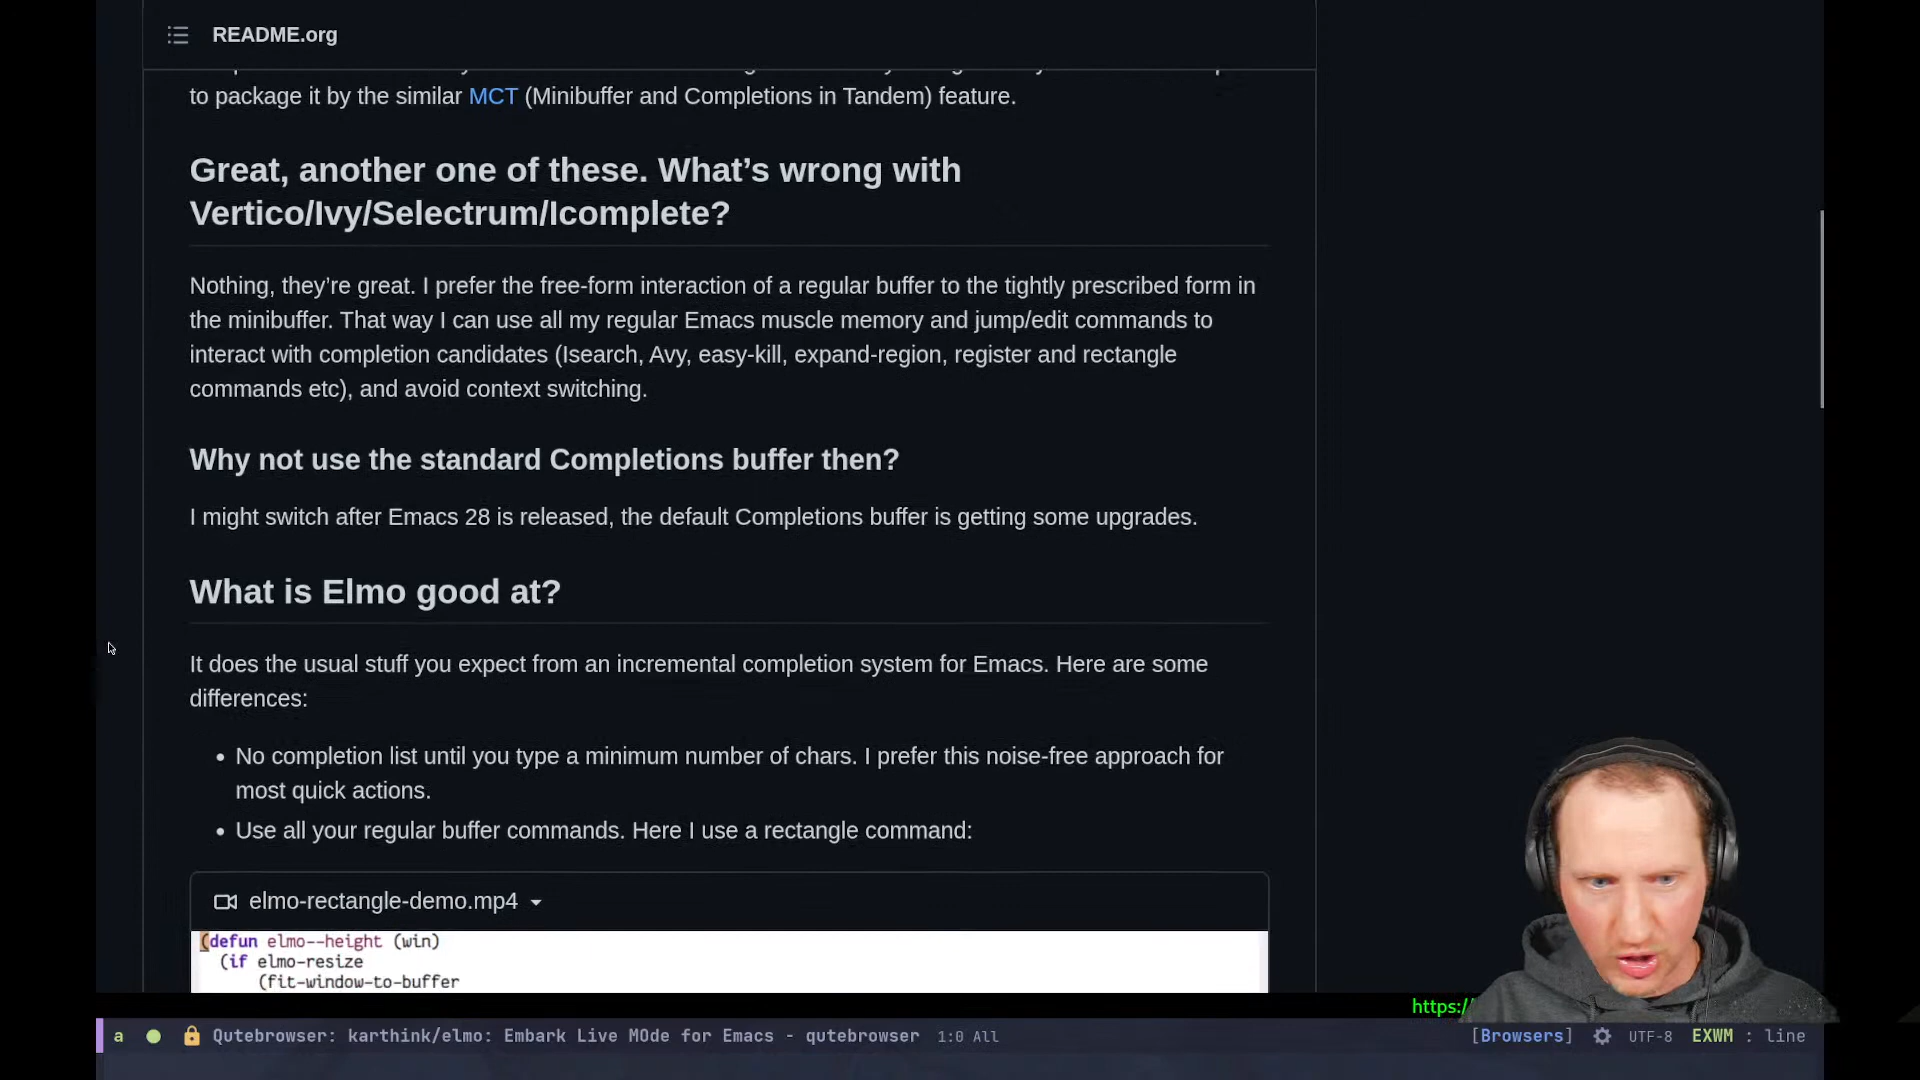 README.org
to package it by the similar MCT (Minibuffer and Completions in Tandem) feature.
Great, another one of these. What's wrong with
Vertico/Ivy/Selectrum/Icomplete?
Nothing, they're great. I prefer the free-form interaction of a regular buffer to the tightly prescribed form in
the minibuffer. That way I can use all my regular Emacs muscle memory and jump/edit commands to
interact with completion candidates (Isearch, Avy, easy-kill, expand-region, register and rectangle
commands etc), and avoid context switching.
Why not use the standard Completions buffer then?
I might switch after Emacs 28 is released, the default Completions buffer is getting some upgrades.
What is Elmo good at?
It does the usual stuff you expect from an incremental completion system for Emacs. Here are some
differences:
• No completion list until you type a minimum number of chars. I prefer this noise-free approach for
most quick actions.
• Use all your regular buffer commands. Here I use a rectangle command:
elmo-rectangle-demo.mp4
(defun elmo--height (win)
(if elmo-resize
(fit-window-to-buffer
https:/
a Qutebrowser: karthink/elmo: Embark Live MOde for Emacs - qutebrowser 1:0 All [Browsers] UTF-8 EXWM : line